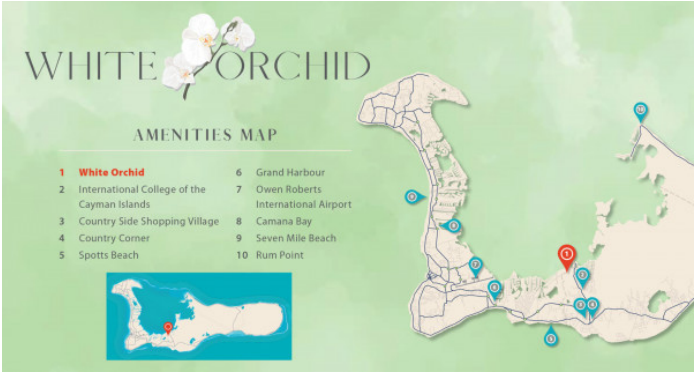 WHITE ORCHID
AMENITIES MAP
1 White Orchid
2 International College of the
Cayman Islands
3 Country Side Shopping Village
4 Country Corner
5 Spotts Beach
6 Grand Harbour
7 Owen Roberts
International Airport
8 Camana Bay
9 Seven Mile Beach
10 Rum Point
10
1